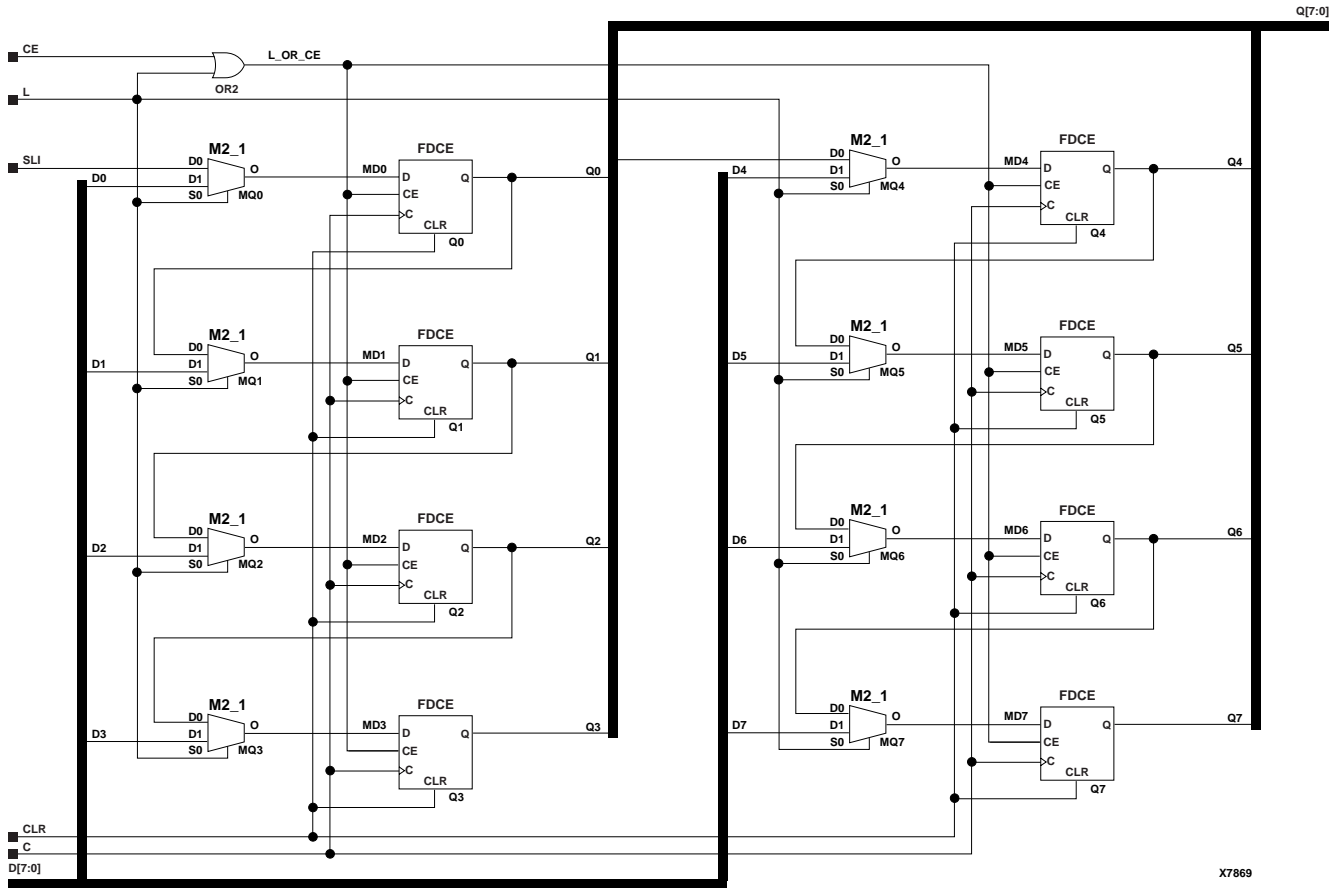 Q[7:0]
CE
L_OR_CE
OR2
L
SLI
M2_1
D0
D1
S0
O
MQ0
D0
MD0
FDCE
D
CE
C
Q
CLR
Q0
Q0
M2_1
D0
D1
S0
O
MQ1
D1
MD1
FDCE
D
CE
C
Q
CLR
Q1
Q1
M2_1
D0
D1
S0
O
MQ2
D2
MD2
FDCE
D
CE
C
Q
CLR
Q2
Q2
M2_1
D0
D1
S0
O
MQ3
D3
MD3
FDCE
D
CE
C
Q
CLR
Q3
Q3
M2_1
D0
D1
S0
O
MQ4
D4
MD4
FDCE
D
CE
C
Q
CLR
Q4
Q4
M2_1
D0
D1
S0
O
MQ5
D5
MD5
FDCE
D
CE
C
Q
CLR
Q5
Q5
M2_1
D0
D1
S0
O
MQ6
D6
MD6
FDCE
D
CE
C
Q
CLR
Q6
Q6
M2_1
D0
D1
S0
O
MQ7
D7
MD7
FDCE
D
CE
C
Q
CLR
Q7
Q7
CLR
C
D[7:0]
X7869